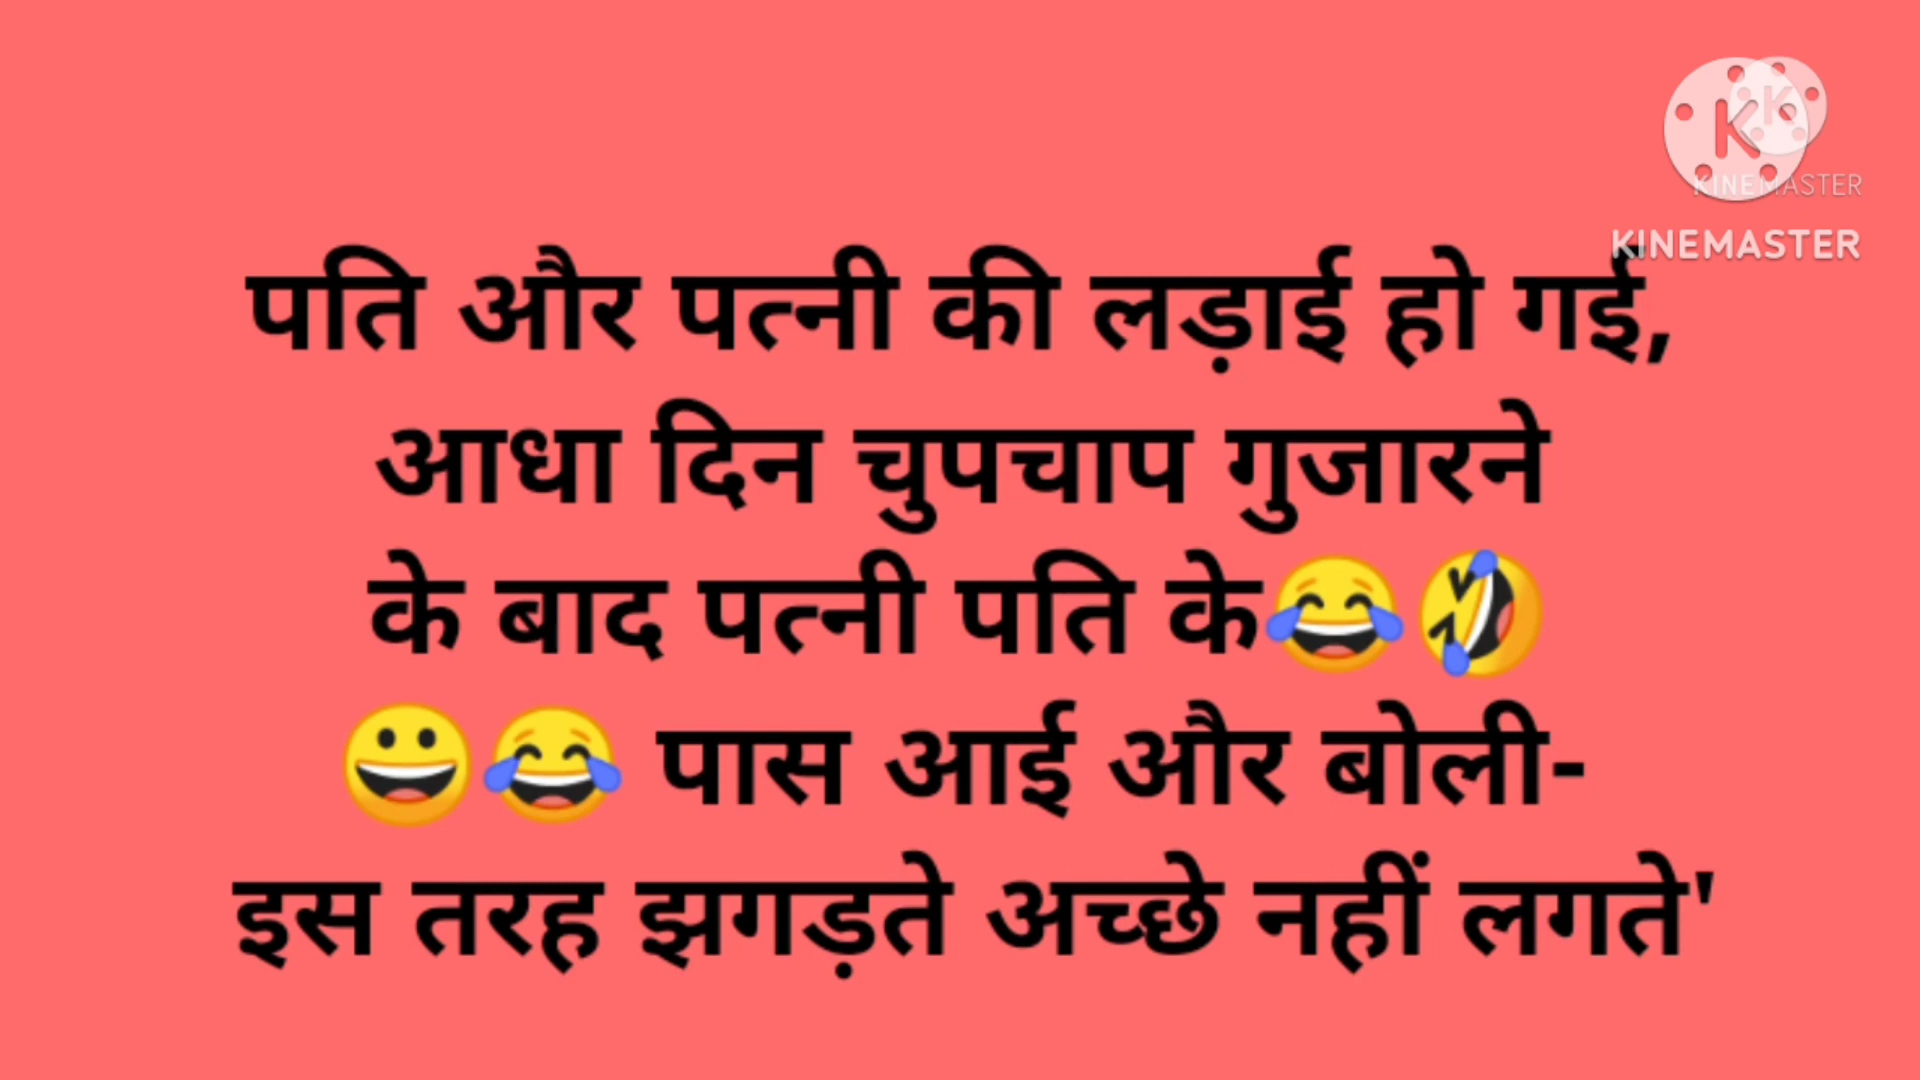 KINEMASTER
KINEMASTER
पति और पत्नी की लड़ाई हो गई,
आधा दिन चुपचाप गुजारने
के बाद पत्नी पति के😂🤣
😀😂 पास आई और बोली-
इस तरह झगड़ते अच्छे नहीं लगते'